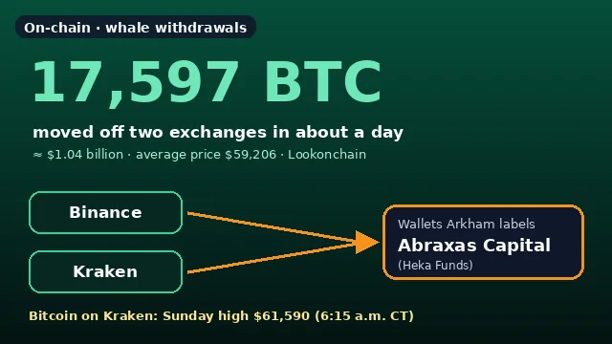 On-chain · whale withdrawals
17,597 BTC
moved off two exchanges in about a day
≈ $1.04 billion · average price $59,206 · Lookonchain
Binance
Kraken
Wallets Arkham labels
Abraxas Capital
(Heka Funds)
Bitcoin on Kraken: Sunday high $61,590 (6:15 a.m. CT)